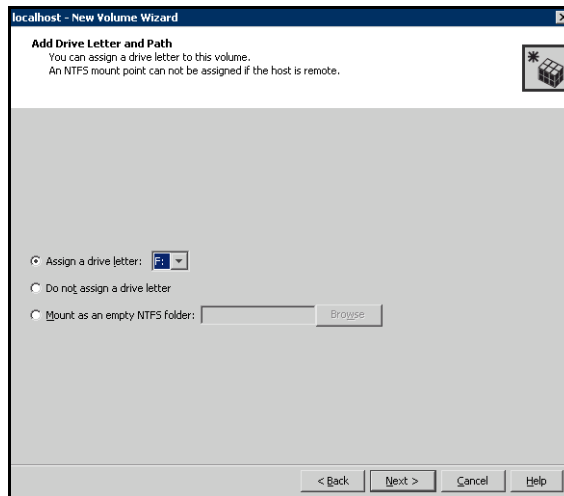 localhost - New Volume Wizard
Add Drive Letter and Path
You can assign a drive letter to this volume.
An NTFS mount point can not be assigned if the host is remote.
Assign a drive letter: F:
Do not assign a drive letter
Mount as an empty NTFS folder: Browse
< Back Next > Cancel Help